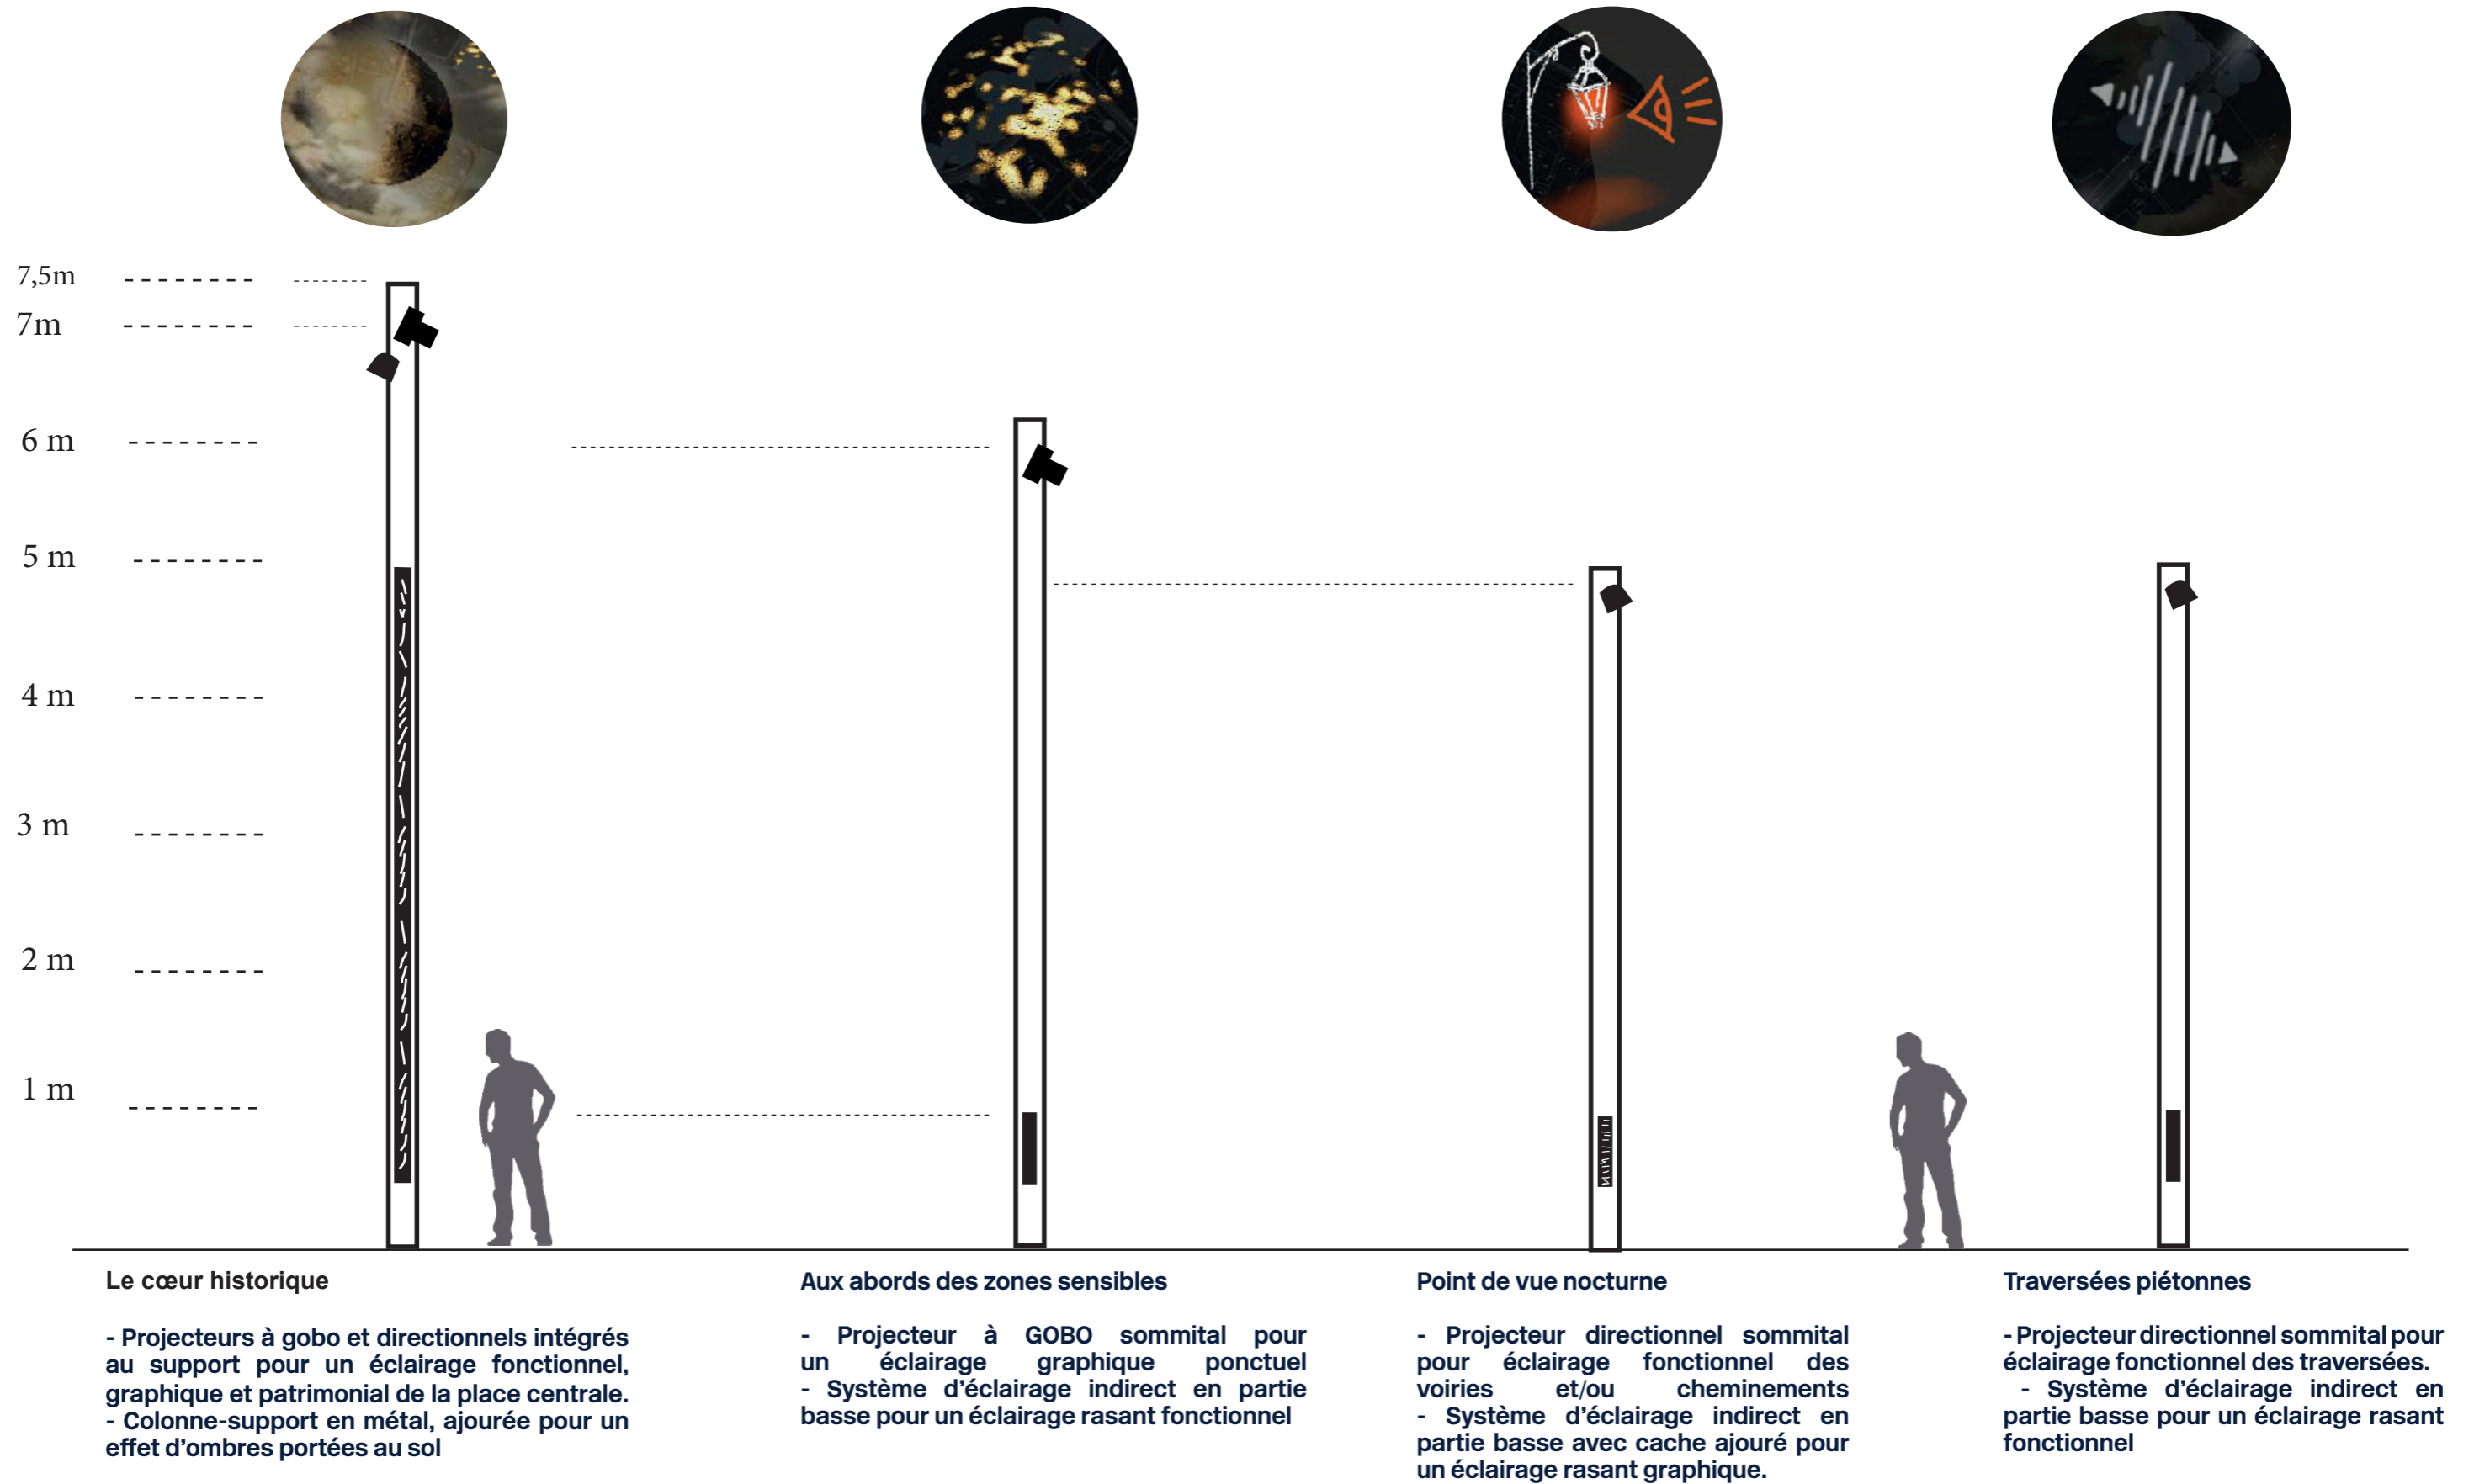 7,5m
7m
6 m
5 m
4 m
3 m
2 m
1 m
Le cœur historique
- Projecteurs à gobo et directionnels intégrés
au support pour un éclairage fonctionnel,
graphique et patrimonial de la place centrale.
- Colonne-support en métal, ajourée pour un
effet d’ombres portées au sol
Aux abords des zones sensibles
- Projecteur à GOBO sommital pour
un éclairage graphique ponctuel
- Système d’éclairage indirect en partie
basse pour un éclairage rasant fonctionnel
Point de vue nocturne
- Projecteur directionnel sommital
pour éclairage fonctionnel des
voiries et/ou cheminements
- Système d’éclairage indirect en
partie basse avec cache ajouré pour
un éclairage rasant graphique.
Traversées piétonnes
- Projecteur directionnel sommital pour
éclairage fonctionnel des traversées.
- Système d’éclairage indirect en
partie basse pour un éclairage rasant
fonctionnel